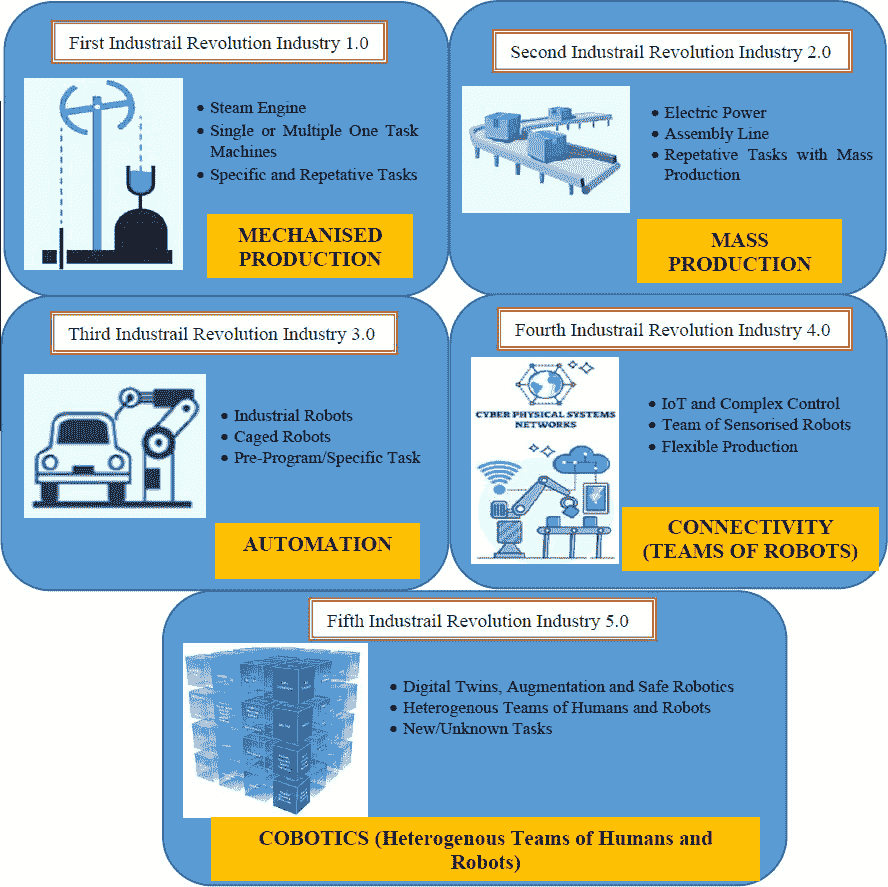 First Industrail Revolution Industry 1.0
• Steam Engine
• Single or Multiple One Task
Machines
• Specific and Repetative Tasks
MECHANISED
PRODUCTION
Second Industrail Revolution Industry 2.0
• Electric Power
• Assembly Line
• Repetative Tasks with Mass
Production
MASS
PRODUCTION
Third Industrail Revolution Industry 3.0
• Industrial Robots
• Caged Robots
• Pre-Program/Specific Task
AUTOMATION
Fourth Industrail Revolution Industry 4.0
CYBER PHYSICAL SYSTEMS
NETWORKS
• IoT and Complex Control
• Team of Sensorised Robots
• Flexible Production
CONNECTIVITY
(TEAMS OF ROBOTS)
Fifth Industrail Revolution Industry 5.0
• Digital Twins, Augmentation and Safe Robotics
• Heterogenous Teams of Humans and Robots
• New/Unknown Tasks
COBOTICS (Heterogenous Teams of Humans and
Robots)